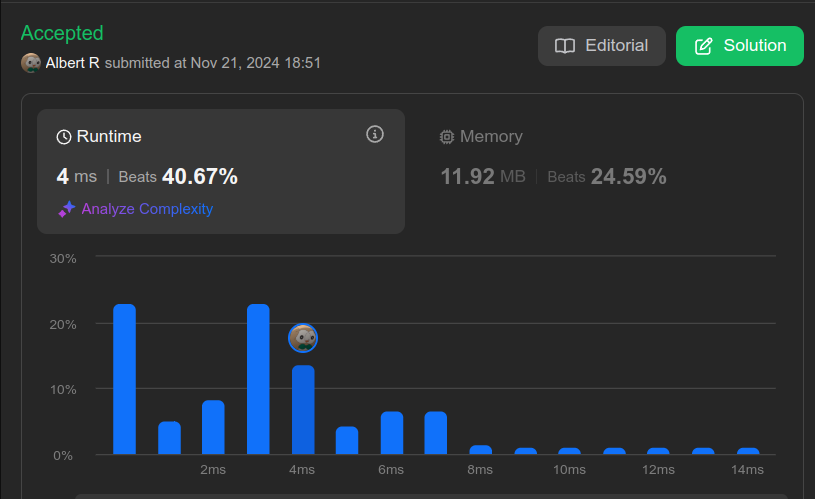 Accepted
Albert R submitted at Nov 21, 2024 18:51
Editorial
Solution
Runtime
4 ms | Beats 40.67%
Analyze Complexity
Memory
11.92 MB | Beats 24.59%
30%
20%
10%
0%
2ms 4ms 6ms 8ms 10ms 12ms 14ms